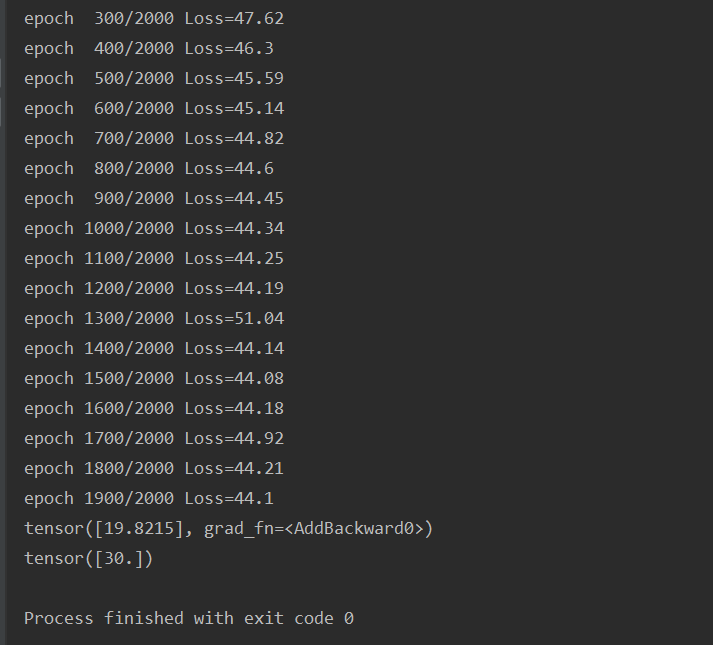 epoch  300/2000 Loss=47.62
epoch  400/2000 Loss=46.3
epoch  500/2000 Loss=45.59
epoch  600/2000 Loss=45.14
epoch  700/2000 Loss=44.82
epoch  800/2000 Loss=44.6
epoch  900/2000 Loss=44.45
epoch 1000/2000 Loss=44.34
epoch 1100/2000 Loss=44.25
epoch 1200/2000 Loss=44.19
epoch 1300/2000 Loss=51.04
epoch 1400/2000 Loss=44.14
epoch 1500/2000 Loss=44.08
epoch 1600/2000 Loss=44.18
epoch 1700/2000 Loss=44.92
epoch 1800/2000 Loss=44.21
epoch 1900/2000 Loss=44.1
tensor([19.8215], grad_fn=<AddBackward0>)
tensor([30.])
Process finished with exit code 0